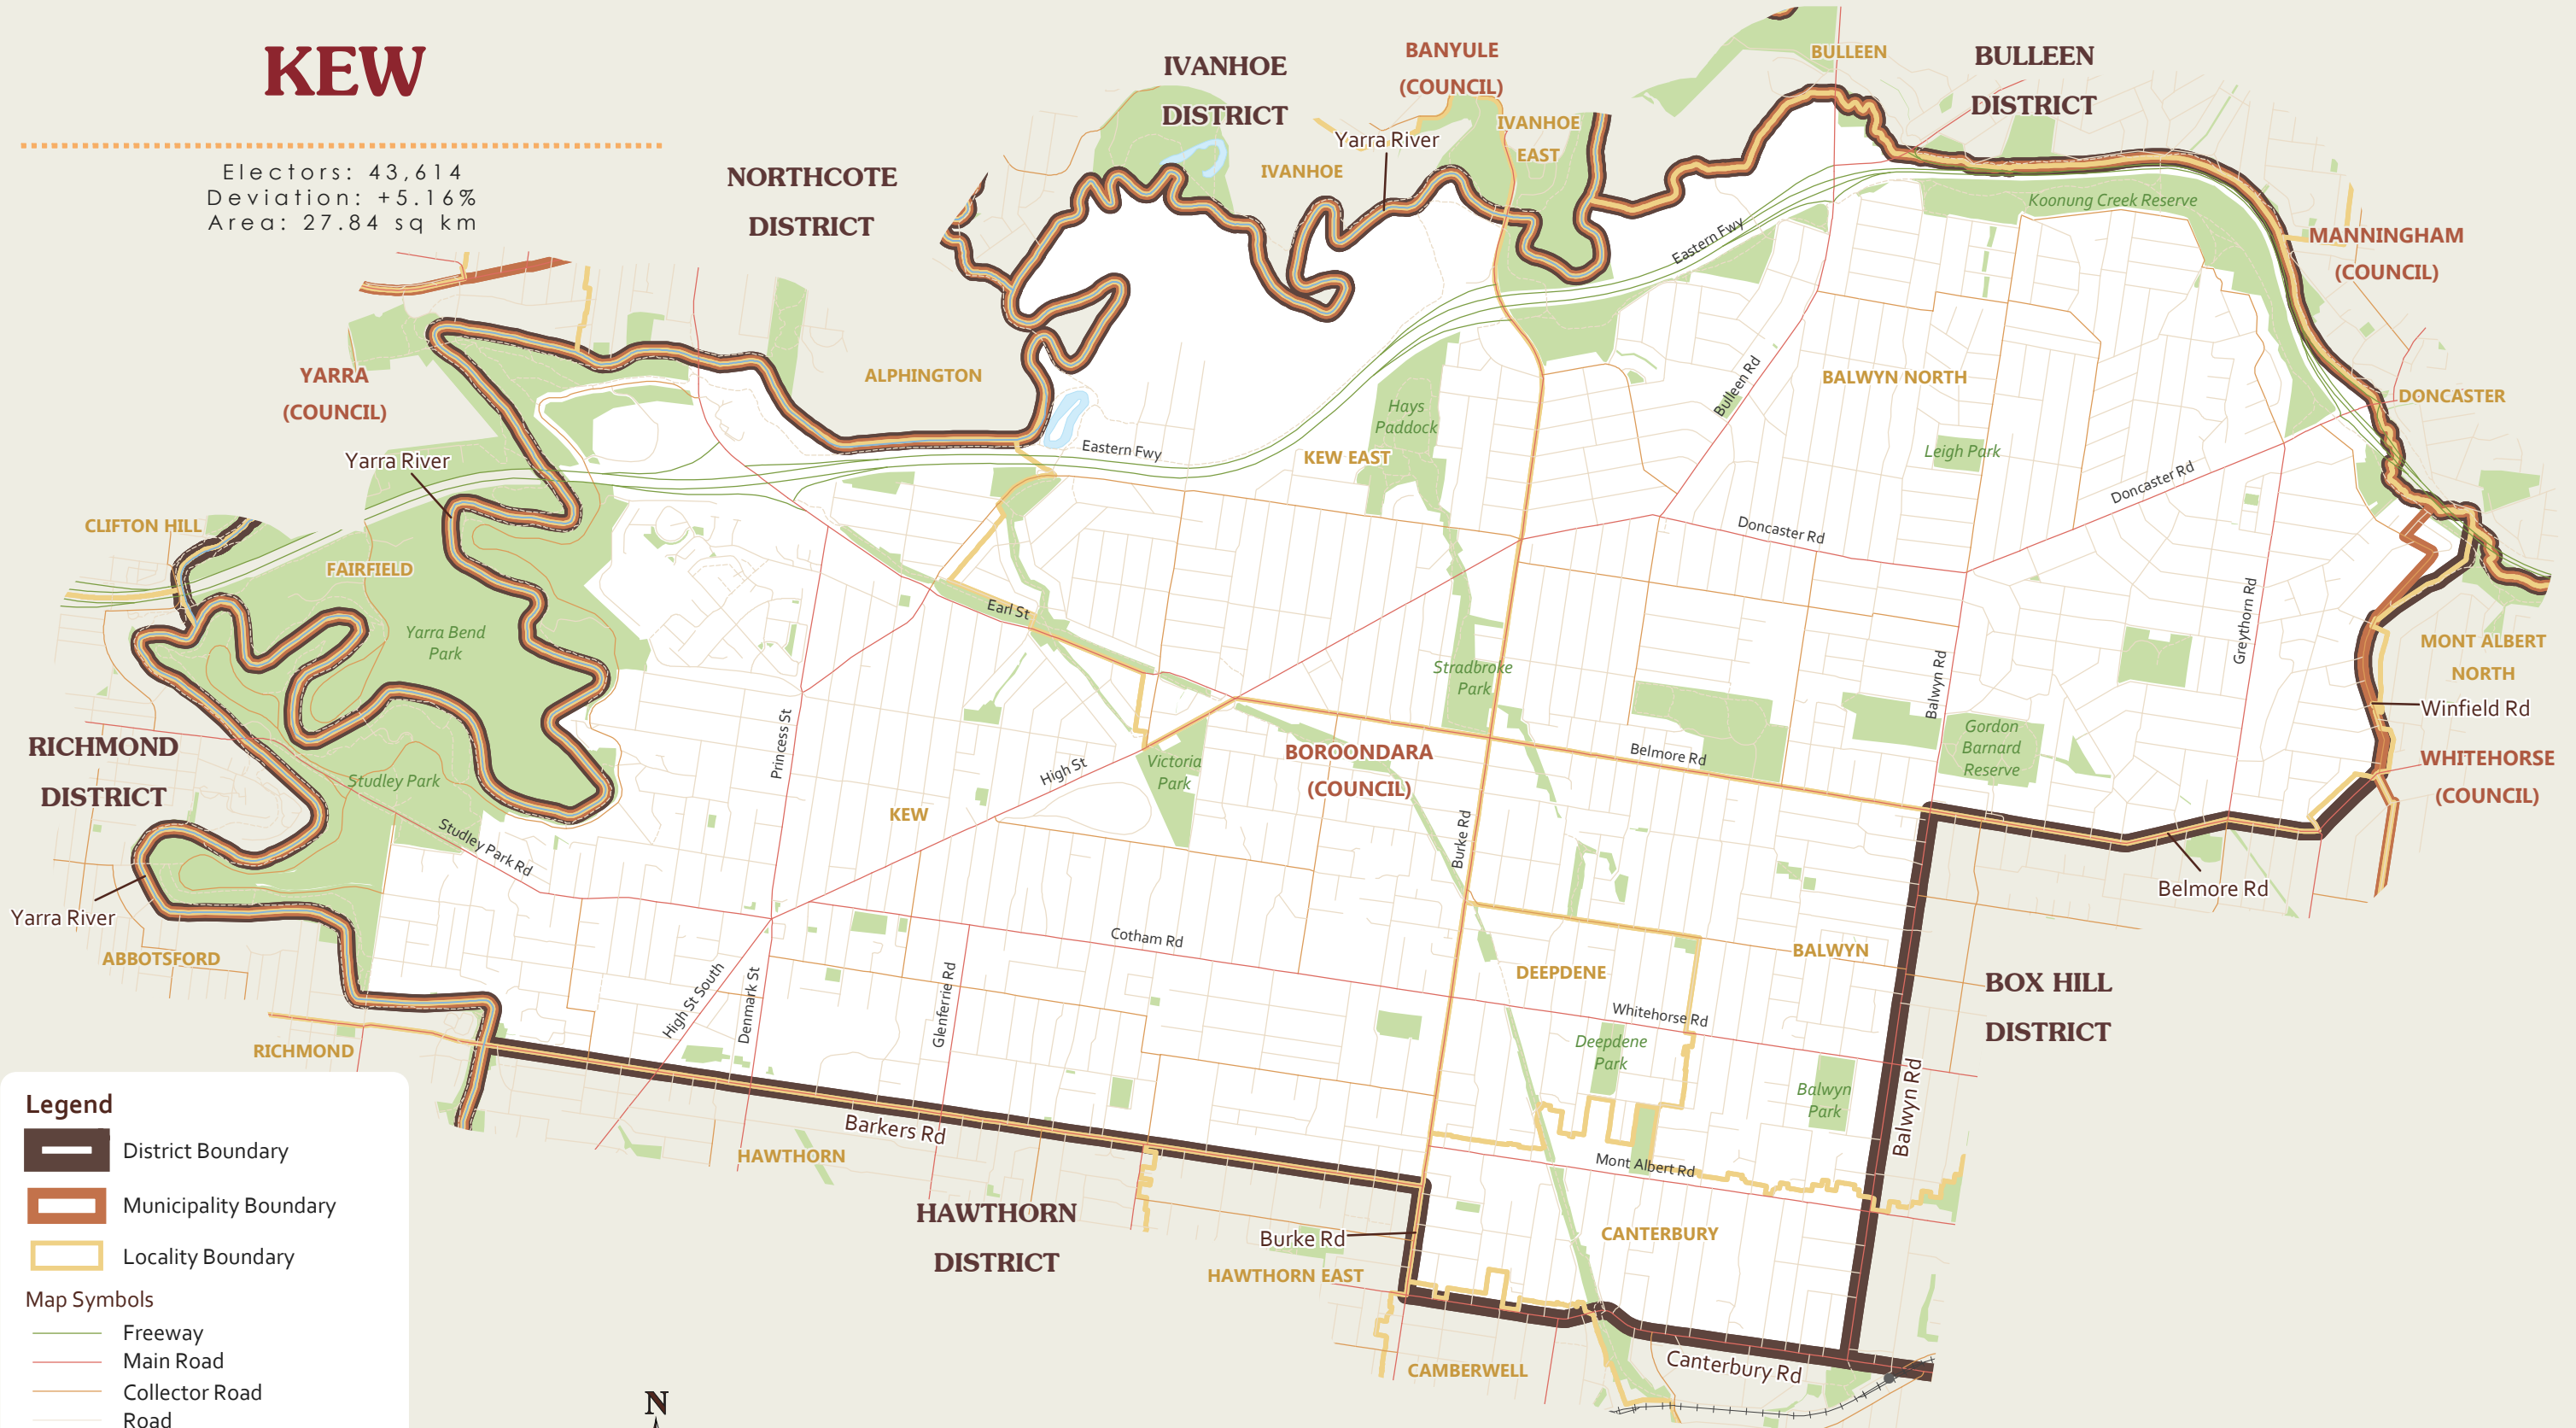 KEW
Electors: 43,614
Deviation: +5.16%
Area: 27.84 sq km
IVANHOE
DISTRICT
BANYULE
(COUNCIL)
BULLEEN
BULLEEN
DISTRICT
IVANHOE
EAST
Yarra River
IVANHOE
NORTHCOTE
DISTRICT
Koonung Creek Reserve
MANNINGHAM
(COUNCIL)
Eastern Fwy
YARRA
(COUNCIL)
ALPHINGTON
Hays
Paddock
Bulleen Rd
BALWYN NORTH
DONCASTER
Yarra River
Eastern Fwy
KEW EAST
Leigh Park
Doncaster Rd
CLIFTON HILL
FAIRFIELD
Doncaster Rd
Earl St
Yarra Bend
Park
Stradbroke
Park
Balwyn Rd
Greythorn Rd
MONT ALBERT
NORTH
Winfield Rd
RICHMOND
DISTRICT
Studley Park
Princess St
High St
Victoria
Park
BOROONDARA
(COUNCIL)
Belmore Rd
Gordon
Barnard
Reserve
WHITEHORSE
(COUNCIL)
KEW
Studley Park Rd
Burke Rd
Belmore Rd
Yarra River
ABBOTSFORD
Cotham Rd
BALWYN
DEEPDENE
BOX HILL
DISTRICT
High St South
Denmark St
Glenferrie Rd
Whitehorse Rd
RICHMOND
Deepdene
Park
Balwyn
Park
Balwyn Rd
Barkers Rd
HAWTHORN
Mont Albert Rd
HAWTHORN
DISTRICT
Burke Rd
CANTERBURY
HAWTHORN EAST
CAMBERWELL
Canterbury Rd
Legend
District Boundary
Municipality Boundary
Locality Boundary
Map Symbols
Freeway
Main Road
Collector Road
Road
N